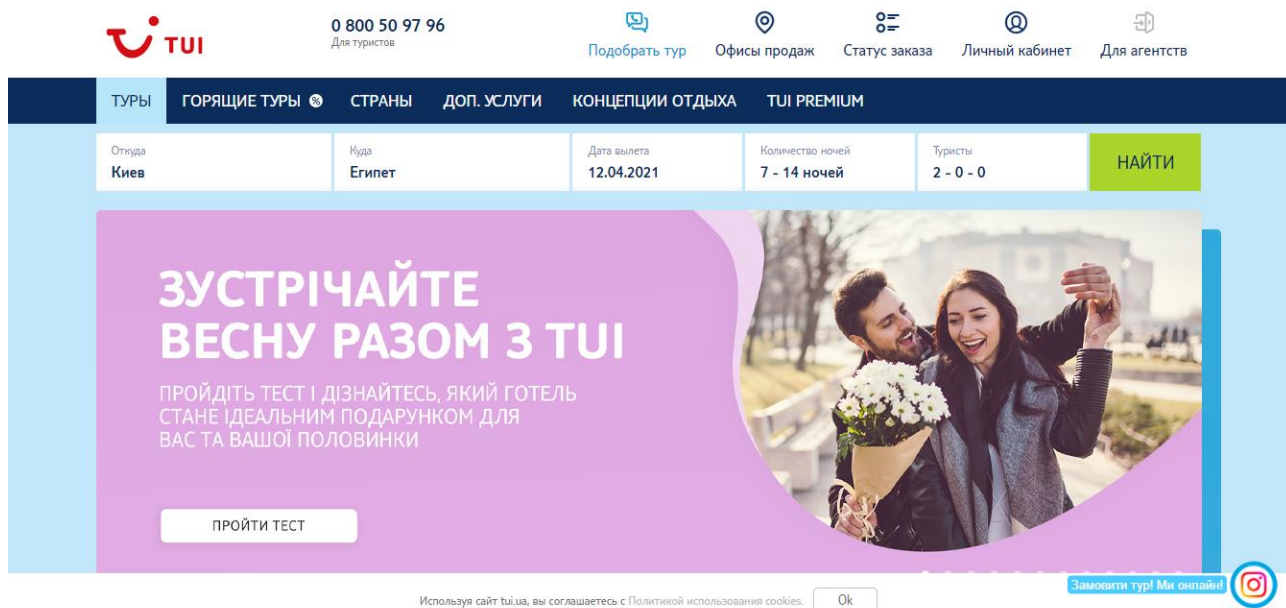 TUI
0 800 50 97 96
Для туристов
Подобрать тур
Офисы продаж
Статус заказа
Личный кабинет
Для агентств
ТУРЫ
ГОРЯЩИЕ ТУРЫ %
СТРАНЫ
ДОП. УСЛУГИ
КОНЦЕПЦИИ ОТДЫХА
TUI PREMIUM
Откуда
Киев
Куда
Египет
Дата вылета
12.04.2021
Количество ночей
7 - 14 ночей
Туристы
2 - 0 - 0
НАЙТИ
ЗУСТРІЧАЙТЕ
ВЕСНУ РАЗОМ З TUI
ПРОЙДІТЬ ТЕСТ І ДІЗНАЙТЕСЬ, ЯКИЙ ГОТЕЛЬ
СТАНЕ ІДЕАЛЬНИМ ПОДАРУНКОМ ДЛЯ
ВАС ТА ВАШОЇ ПОЛОВИНКИ
ПРОЙТИ ТЕСТ
Замовити тур! Ми онлайн!
Используя сайт tui.ua, вы соглашаетесь с Политикой использования cookies.
Ok